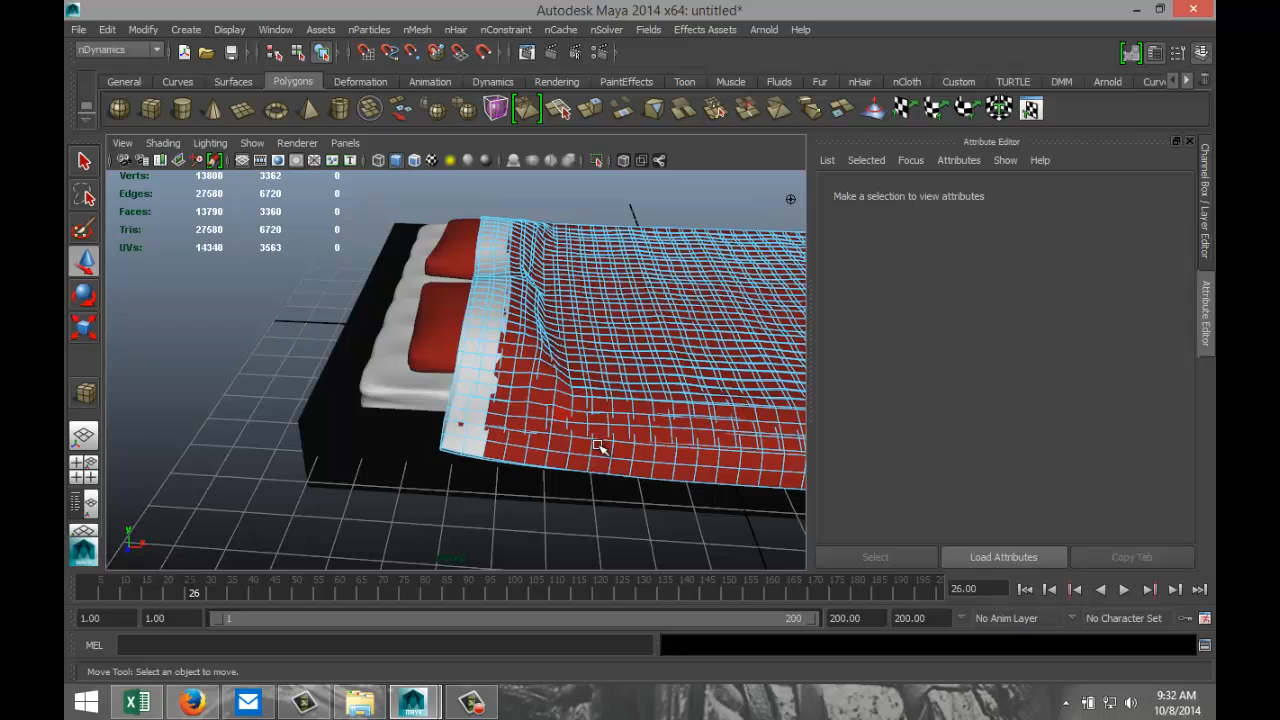 Autodesk Maya 2014 x64: untitled*
File Edit Modify Create Display Window Assets nParticles nMesh nHair nConstraint nCache nSolver Fields Effects Assets Arnold Help
nDynamics
General Curves Surfaces Polygons Deformation Animation Dynamics Rendering PaintEffects Toon Muscle Fluids Fur nHair nCloth Custom TURTLE DMM Arnold Curv
View Shading Lighting Show Renderer Panels
Attribute Editor
List Selected Focus Attributes Show Help
Make a selection to view attributes
Verts: 13800 3362 0
Edges: 27580 6720 0
Faces: 13790 3360 0
Tris: 27580 6720 0
UVs: 14340 3563 0
Channel Box / Layer Editor
Attribute Editor
y
Select Load Attributes Copy Tab
5 10 15 20 25 30 35 40 45 50 55 60 65 70 75 80 85 90 95 100 105 110 115 120 125 130 135 140 145 150 155 160 165 170 175 180 185 190 195 20
26
26.00
1.00 1.00 1 200 200.00 200.00 No Anim Layer No Character Set
MEL
Move Tool: Select an object to move.
MAYA
9:32 AM
10/8/2014